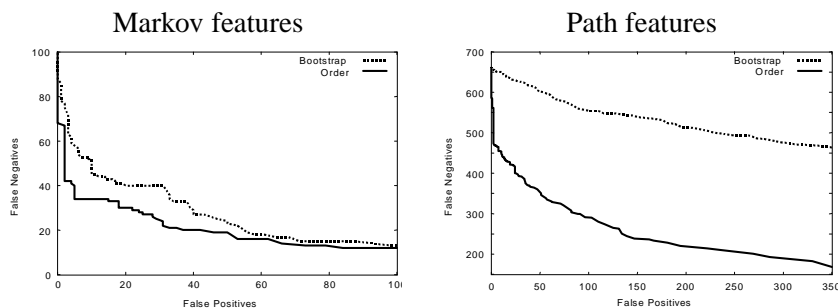 Markov features
Path features
100
80
60
40
20
0
False Negatives
Bootstrap
Order
0 20 40 60 80 100
False Positives
700
600
500
400
300
200
False Negatives
Bootstrap
Order
0 50 100 150 200 250 300 350
False Positives